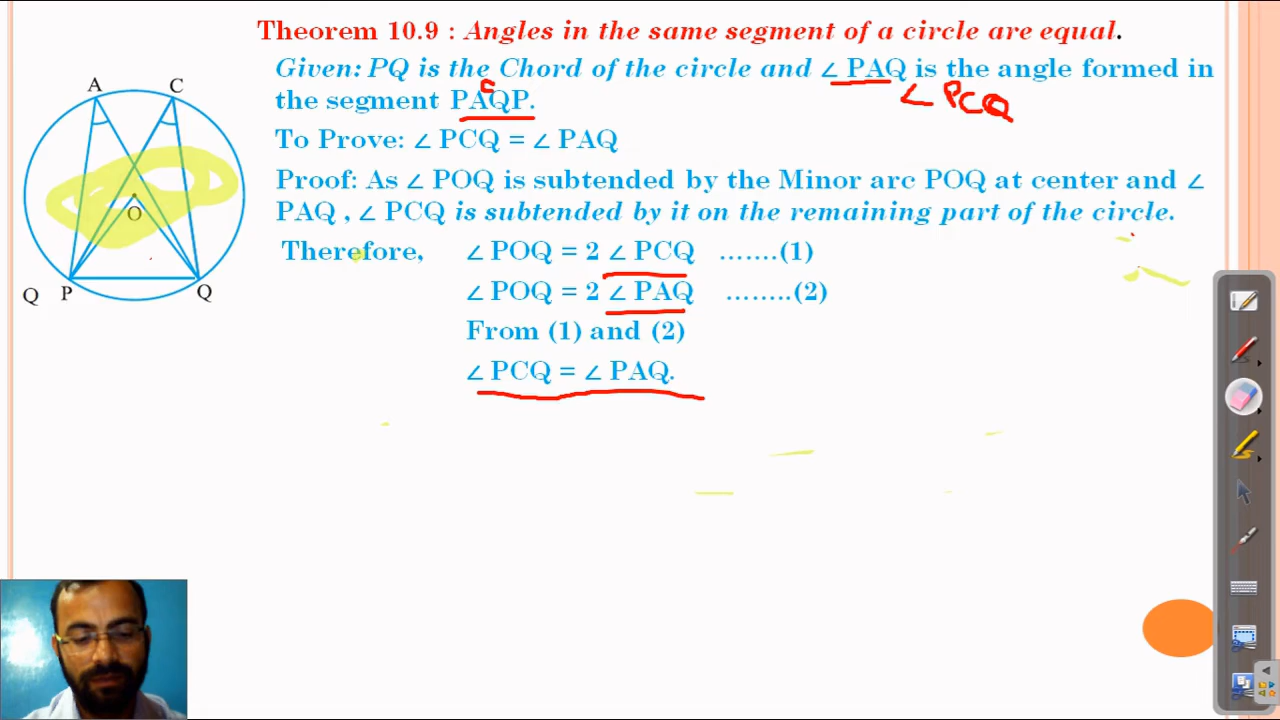 Theorem 10.9 : Angles in the same segment of a circle are equal.
Given: PQ is the Chord of the circle and ∠ PAQ is the angle formed in
the segment PAQP.
C
∠ PCQ
To Prove: ∠ PCQ = ∠ PAQ
Proof: As ∠ POQ is subtended by the Minor arc POQ at center and ∠
PAQ , ∠ PCQ is subtended by it on the remaining part of the circle.
Therefore, ∠ POQ = 2 ∠ PCQ …….(1)
∠ POQ = 2 ∠ PAQ ……..(2)
From (1) and (2)
∠ PCQ = ∠ PAQ.
A C
O
Q P Q